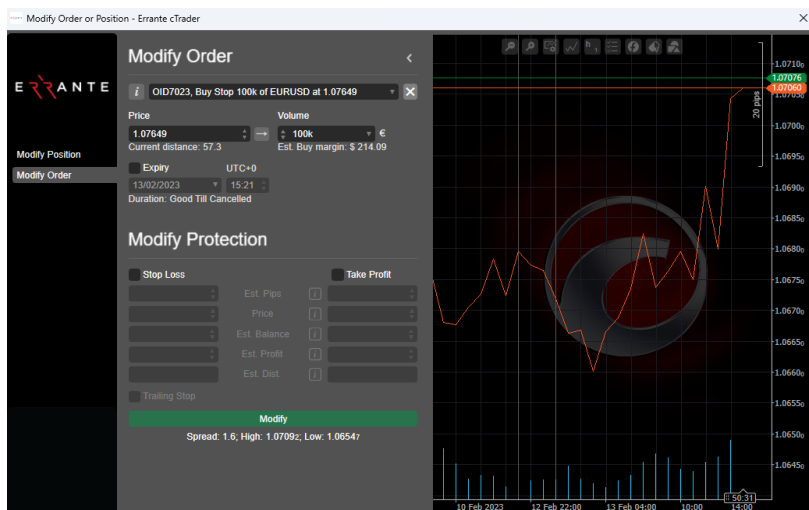 Modify Order or Position - Errante cTrader
ERRANTE
Modify Position
Modify Order
Modify Order
OID7023, Buy Stop 100k of EURUSD at 1.07649
Price
Volume
1.07649
100k
€
Current distance: 57.3
Est. Buy margin: $ 214.09
Expiry
UTC+0
13/02/2023
15:21
Duration: Good Till Cancelled
Modify Protection
Stop Loss
Take Profit
Est. Pips
Price
Est. Balance
Est. Profit
Est. Dist.
Trailing Stop
Modify
Spread: 1.6; High: 1.07092; Low: 1.06547
20 pips
1.07100
1.07076
1.07060
1.07050
1.07000
1.06950
1.06900
1.06850
1.06800
1.06750
1.06700
1.06650
1.06600
1.06550
1.06500
1.06450
50:31
10 Feb 2023
12 Feb 22:00
13 Feb 04:00
10:00
14:00